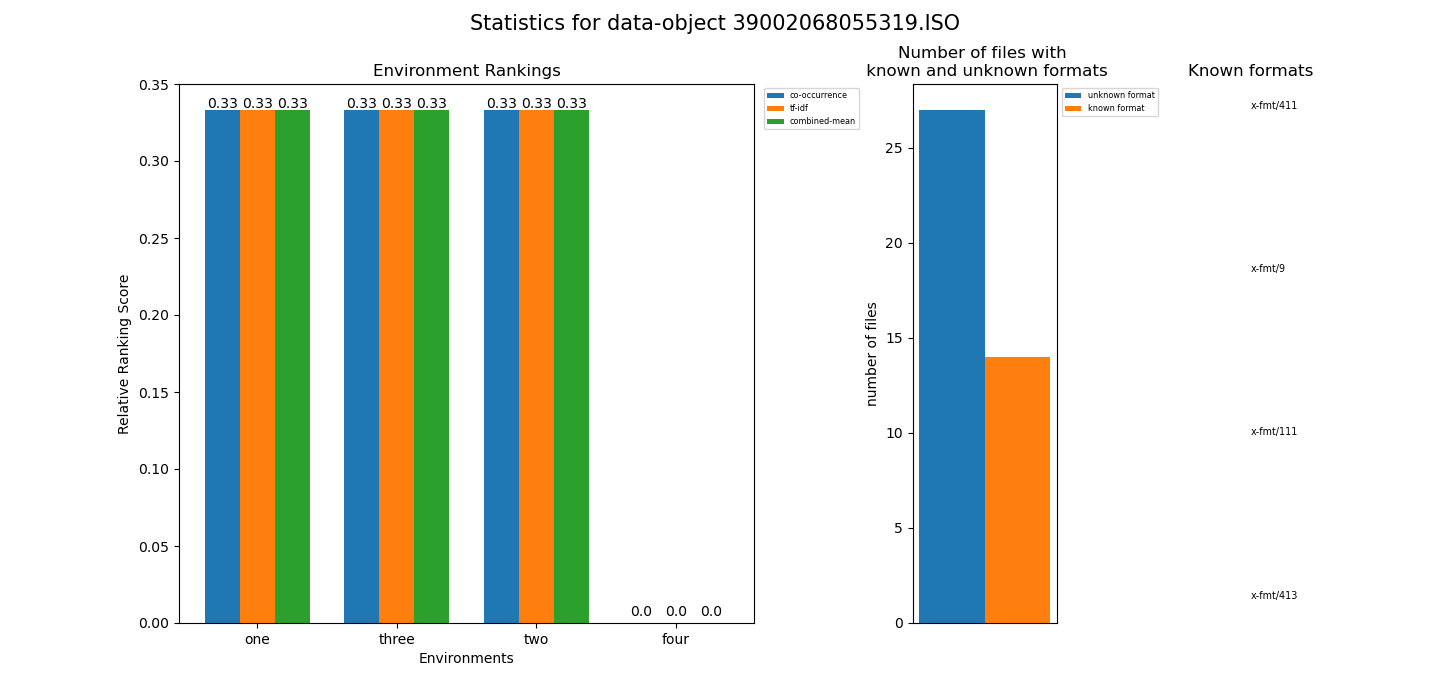 Statistics for data-object 39002068055319.ISO
Environment Rankings
0.35
0.30
0.25
0.20
0.15
0.10
0.05
0.00
Relative Ranking Score
0.33 0.33 0.33
0.33 0.33 0.33
0.33 0.33 0.33
0.0 0.0 0.0
one
three
two
four
Environments
co-occurrence
tf-idf
combined-mean
Number of files with
known and unknown formats
25
20
15
10
5
0
number of files
unknown format
known format
Known formats
x-fmt/411
x-fmt/9
x-fmt/111
x-fmt/413